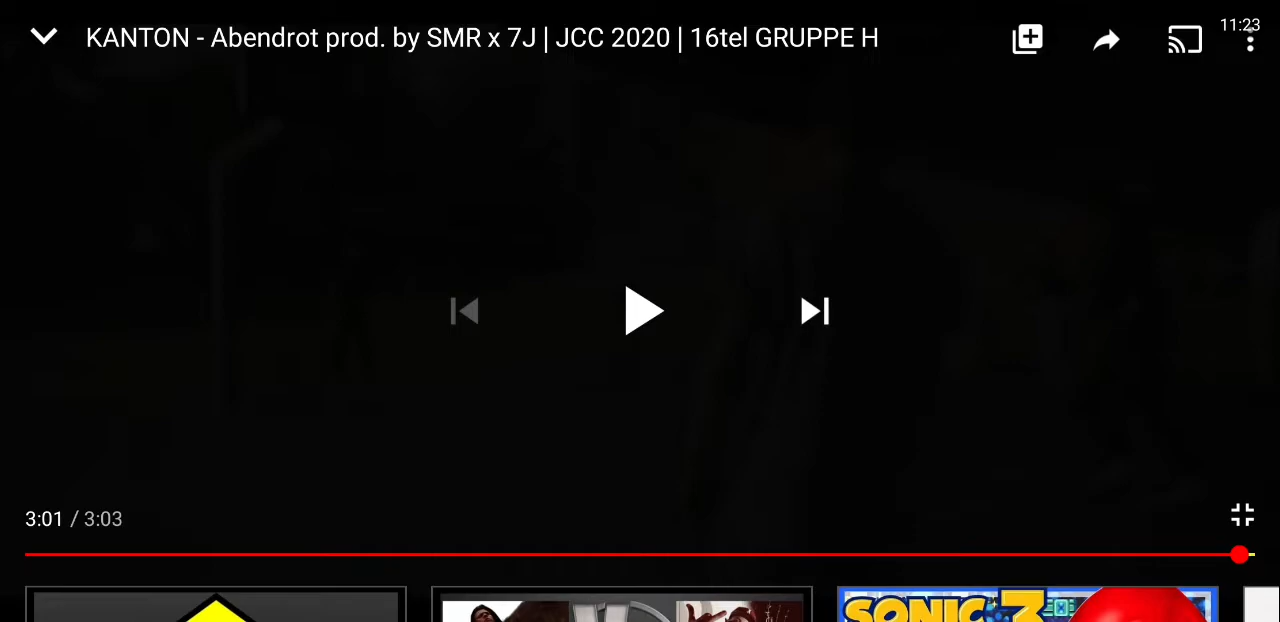 KANTON - Abendrot prod. by SMR x 7J | JCC 2020 | 16tel GRUPPE H
11:23
3:01 / 3:03
SONIC 3